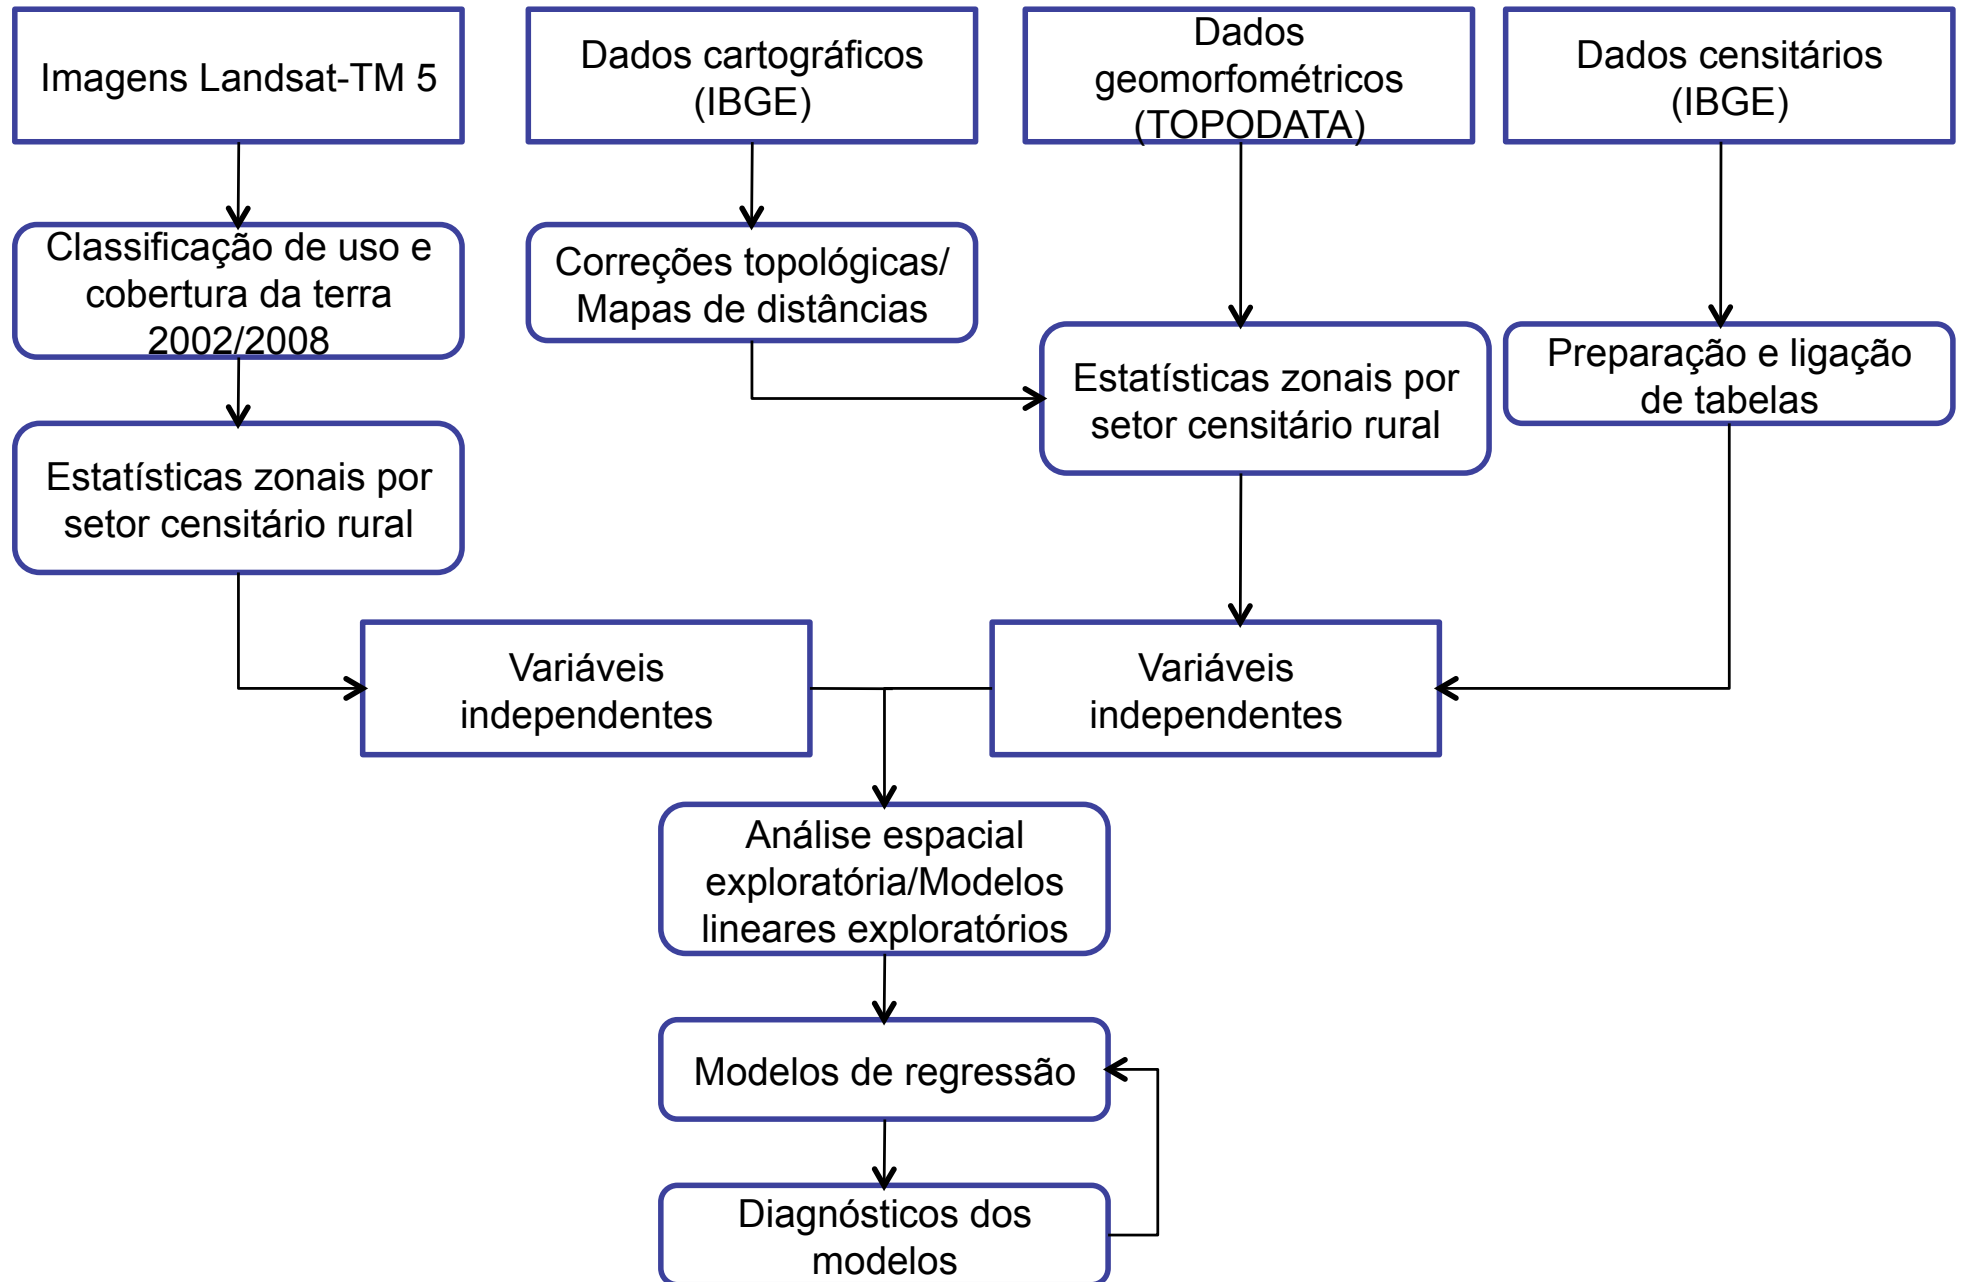 Imagens Landsat-TM 5
Dados cartográficos
(IBGE)
Dados
geomorfométricos
(TOPODATA)
Dados censitários
(IBGE)
Classificação de uso e
cobertura da terra
2002/2008
Correções topológicas/
Mapas de distâncias
Estatísticas zonais por
setor censitário rural
Preparação e ligação
de tabelas
Estatísticas zonais por
setor censitário rural
Variáveis
independentes
Variáveis
independentes
Análise espacial
exploratória/Modelos
lineares exploratórios
Modelos de regressão
Diagnósticos dos
modelos